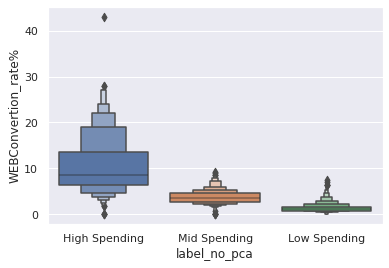 WEBConvertion_rate%
40
30
20
10
0
High Spending Mid Spending Low Spending
label_no_pca